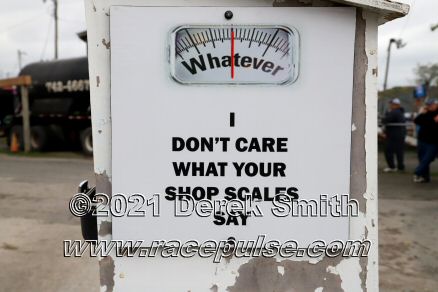 Whatever
I
DON'T CARE
WHAT YOUR
SHOP SCALES
SAY
©2021 Derek Smith
www.racepulse.com